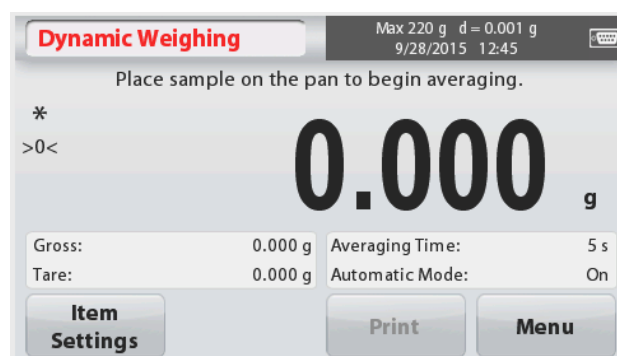 Dynamic Weighing
Max 220 g d = 0.001 g
9/28/2015 12:45
Place sample on the pan to begin averaging.
*
>0<
0.000 g
Gross: 0.000 g
Tare: 0.000 g
Averaging Time: 5 s
Automatic Mode: On
Item
Settings
Print
Menu